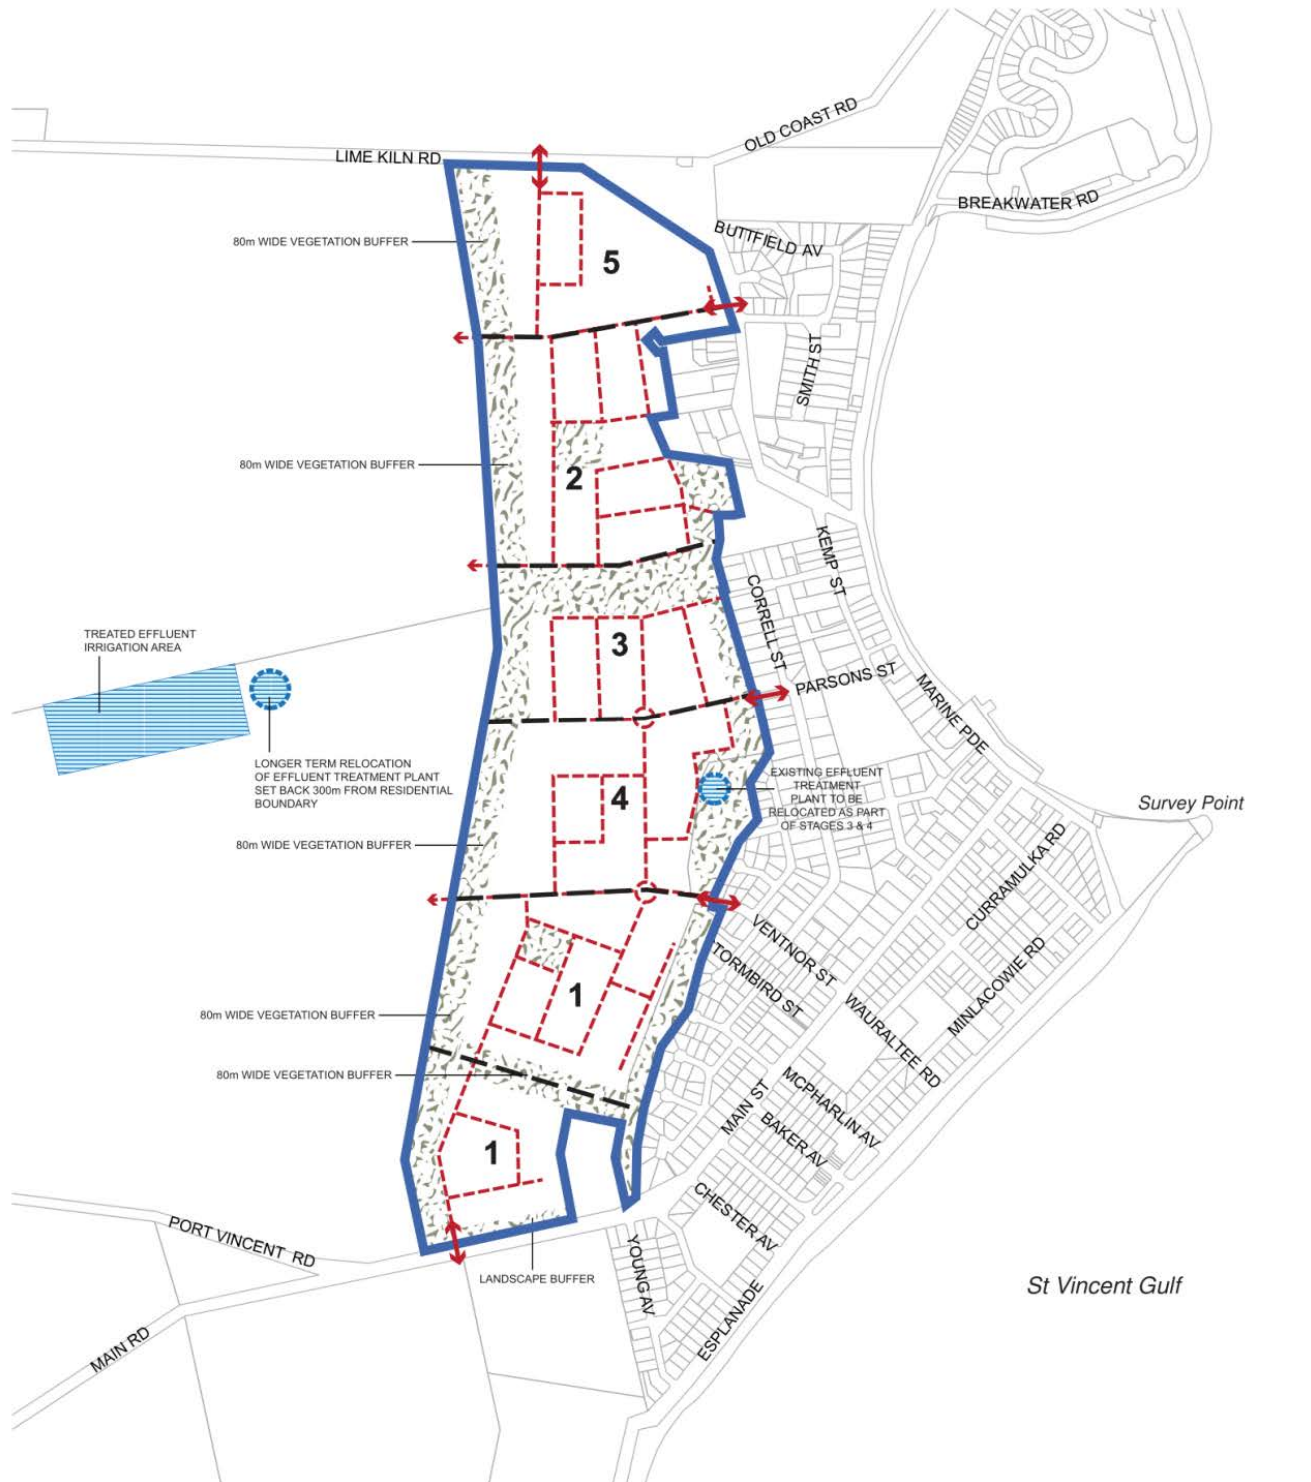 OLD COAST RD
LIME KILN RD
BREAKWATER RD
BUTTFIELD AV
80m WIDE VEGETATION BUFFER
5
SMITH ST
80m WIDE VEGETATION BUFFER
2
KEMP ST
CORRELL ST
TREATED EFFLUENT
IRRIGATION AREA
3
PARSONS ST
MARINE PDE
LONGER TERM RELOCATION
OF EFFLUENT TREATMENT PLANT
SET BACK 300m FROM RESIDENTIAL
BOUNDARY
4
EXISTING EFFLUENT
TREATMENT
PLANT TO BE
RELOCATED AS PART
OF STAGES 3 & 4
Survey Point
80m WIDE VEGETATION BUFFER
CURRAMULKA RD
VENTNOR ST
TORMBIRD ST
MINLACOWIE RD
1
WAURALTEE RD
80m WIDE VEGETATION BUFFER
80m WIDE VEGETATION BUFFER
MAIN ST
MCPHARLIN AV
BAKER AV
1
CHESTER AV
PORT VINCENT RD
YOUNG AV
LANDSCAPE BUFFER
St Vincent Gulf
ESPLANADE
MAIN RD